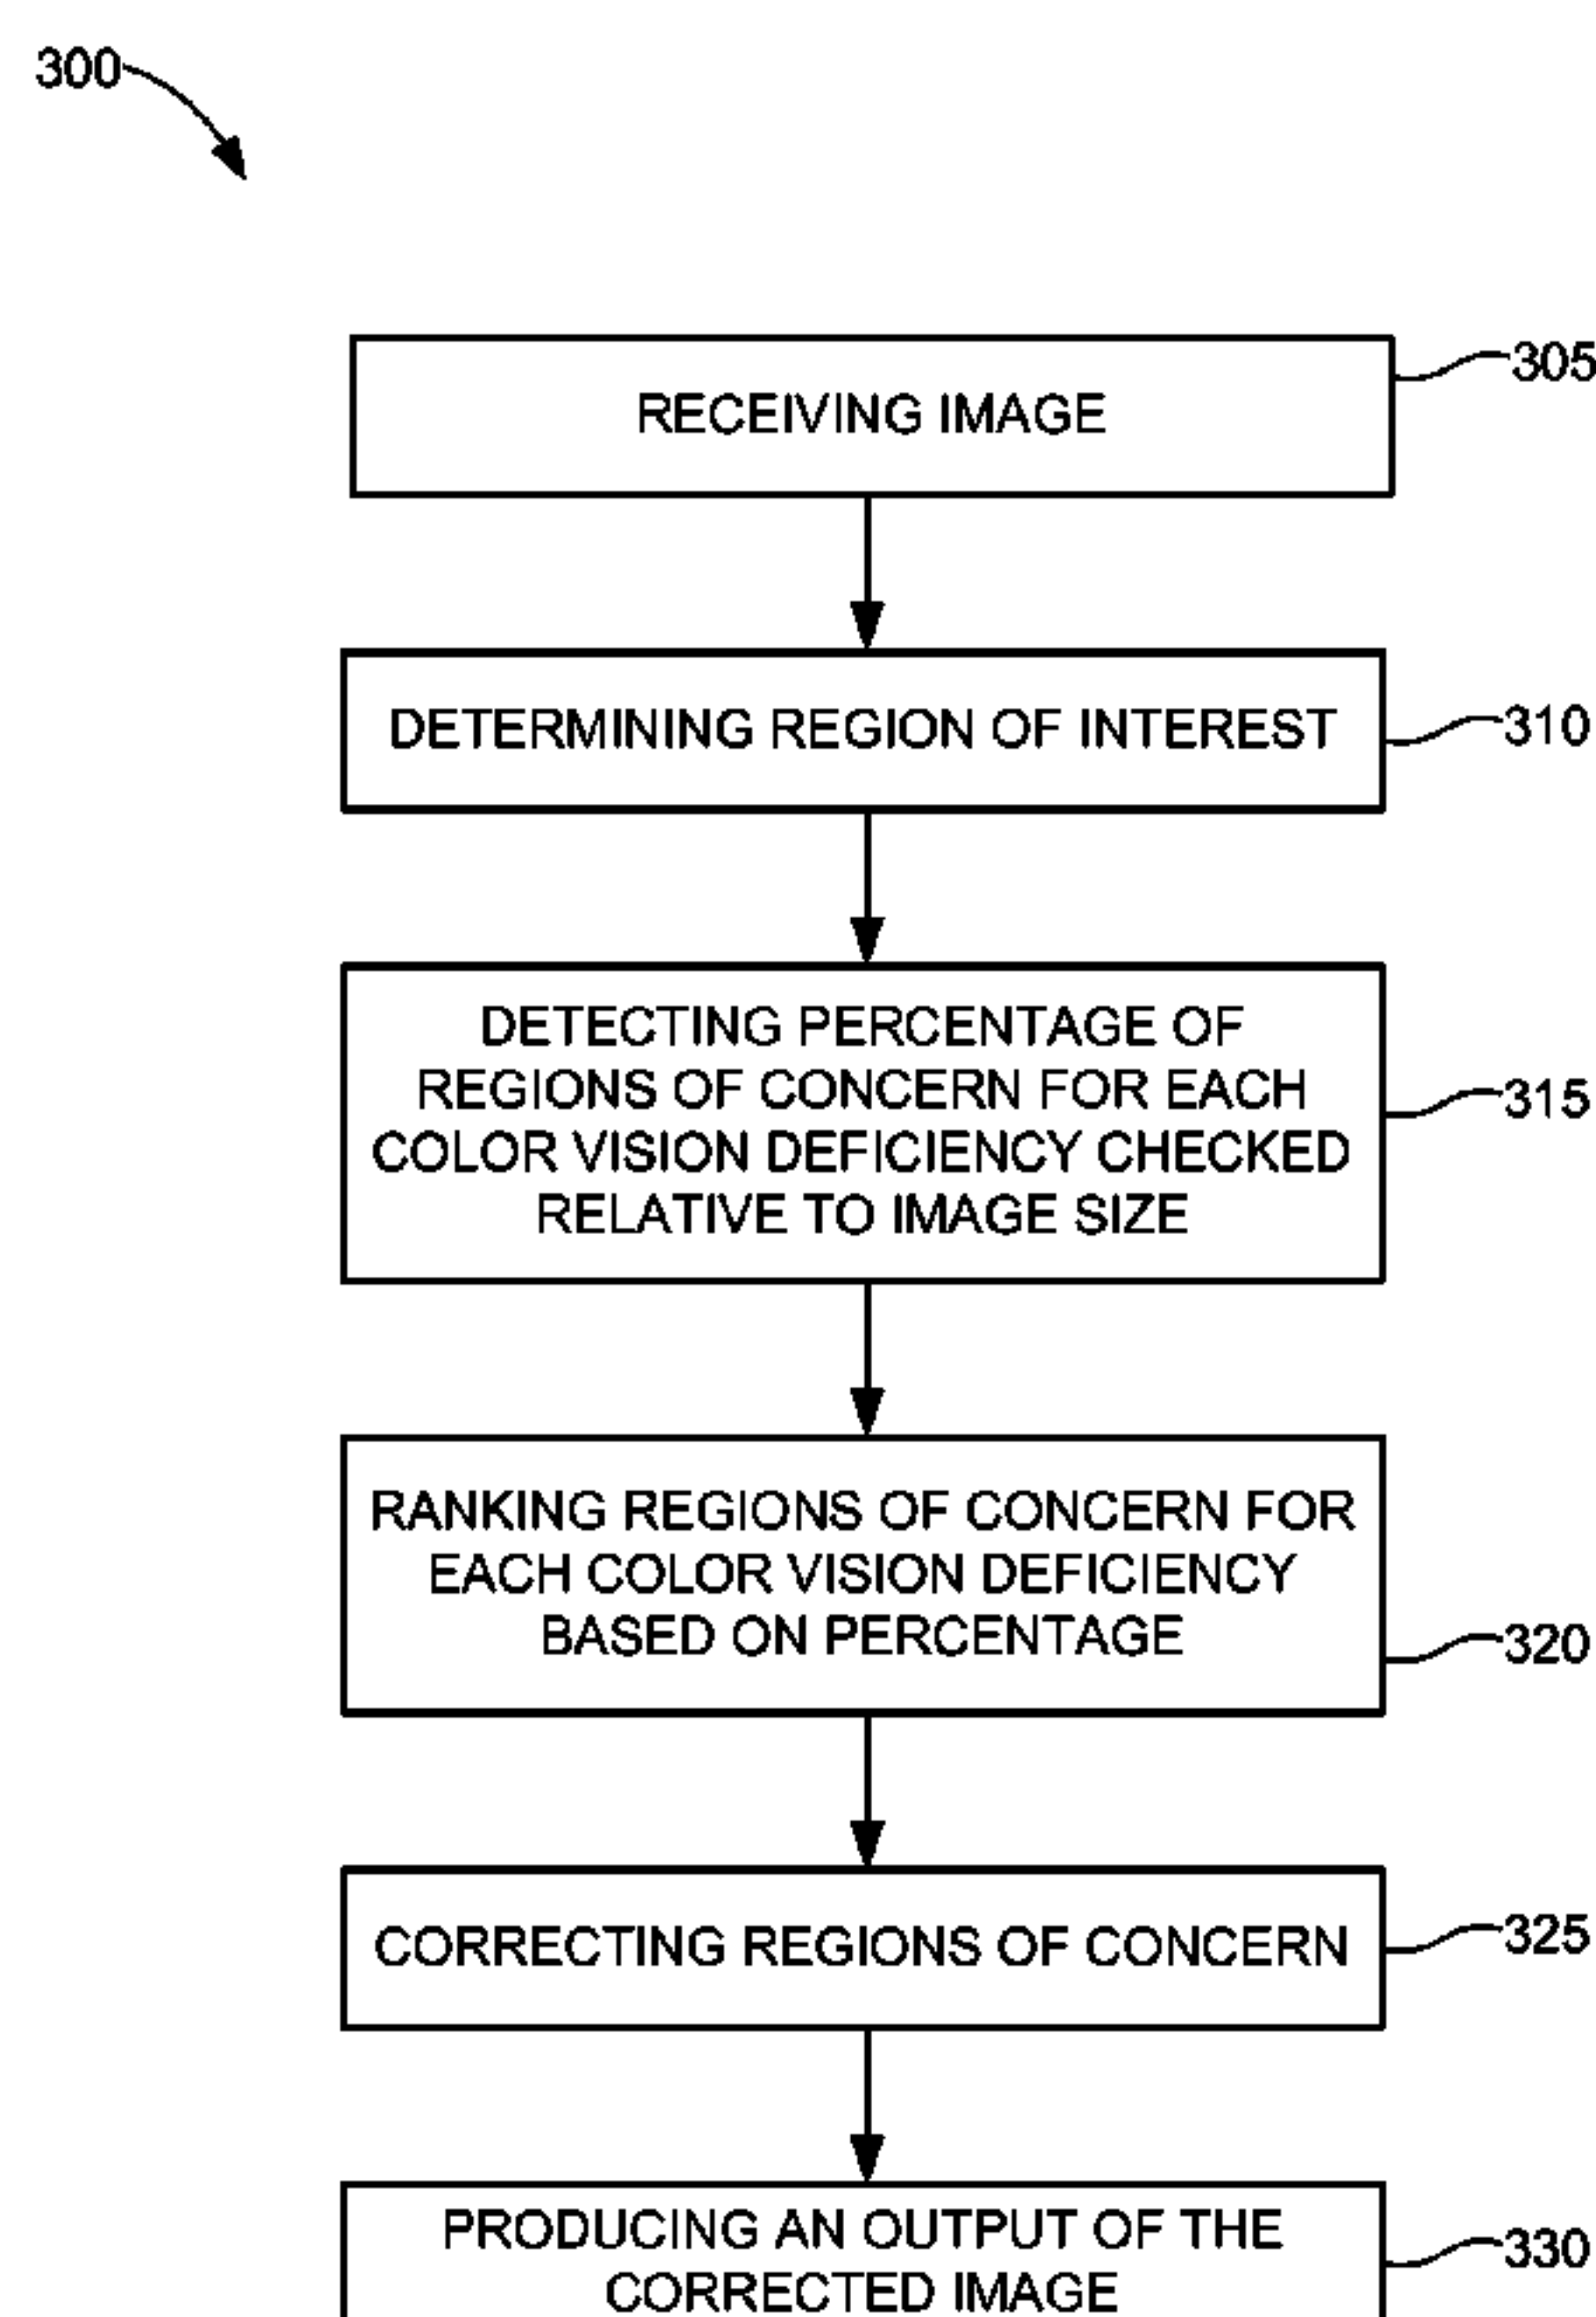 300
RECEIVING IMAGE
305
DETERMINING REGION OF INTEREST
310
DETECTING PERCENTAGE OF
REGIONS OF CONCERN FOR EACH
COLOR VISION DEFICIENCY CHECKED
RELATIVE TO IMAGE SIZE
315
RANKING REGIONS OF CONCERN FOR
EACH COLOR VISION DEFICIENCY
BASED ON PERCENTAGE
320
CORRECTING REGIONS OF CONCERN
325
PRODUCING AN OUTPUT OF THE
CORRECTED IMAGE
330